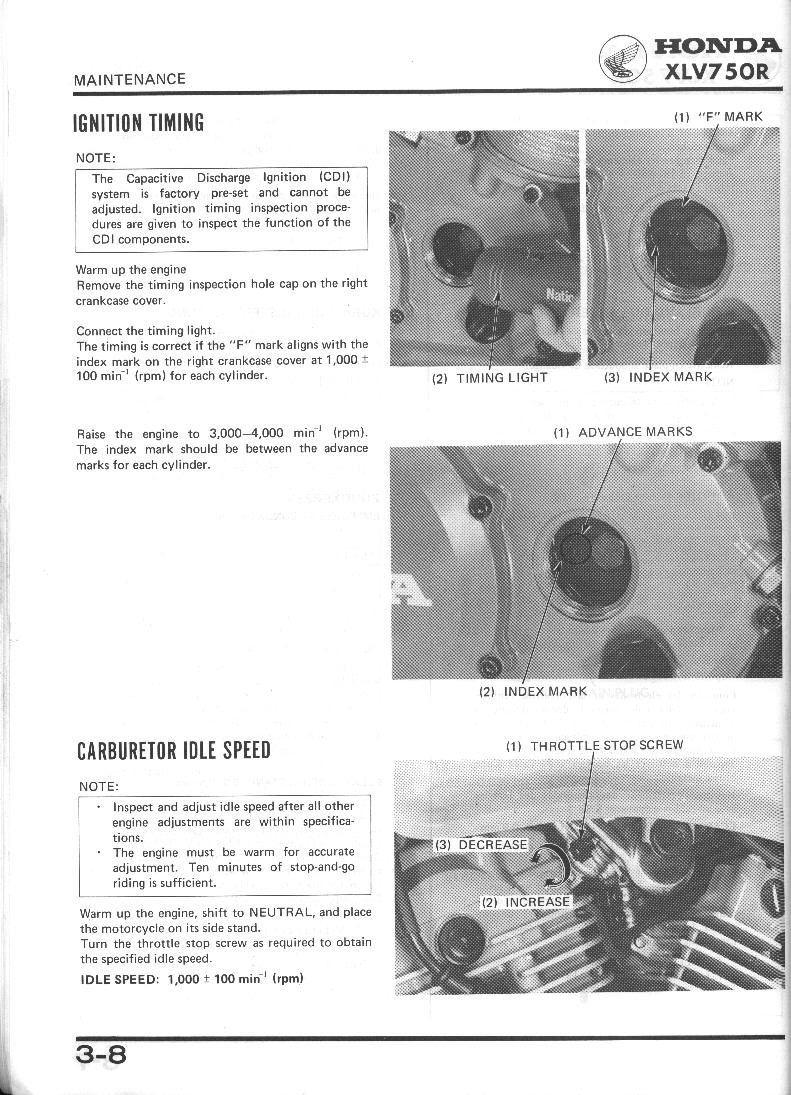 MAINTENANCE
HONDA
XLV750R
IGNITION TIMING
NOTE:
The Capacitive Discharge Ignition (CDI)
system is factory pre-set and cannot be
adjusted. Ignition timing inspection proce-
dures are given to inspect the function of the
CDI components.
Warm up the engine
Remove the timing inspection hole cap on the right
crankcase cover.
Connect the timing light.
The timing is correct if the "F" mark aligns with the
index mark on the right crankcase cover at 1,000 ±
100 min⁻¹ (rpm) for each cylinder.
(1) "F" MARK
Natio
(2) TIMING LIGHT
(3) INDEX MARK
Raise the engine to 3,000—4,000 min⁻¹ (rpm).
The index mark should be between the advance
marks for each cylinder.
(1) ADVANCE MARKS
A
(2) INDEX MARK
CARBURETOR IDLE SPEED
NOTE:
· Inspect and adjust idle speed after all other
engine adjustments are within specifica-
tions.
· The engine must be warm for accurate
adjustment. Ten minutes of stop-and-go
riding is sufficient.
Warm up the engine, shift to NEUTRAL, and place
the motorcycle on its side stand.
Turn the throttle stop screw as required to obtain
the specified idle speed.
IDLE SPEED: 1,000 ± 100 min⁻¹ (rpm)
(1) THROTTLE STOP SCREW
(3) DECREASE
(2) INCREASE
3-8